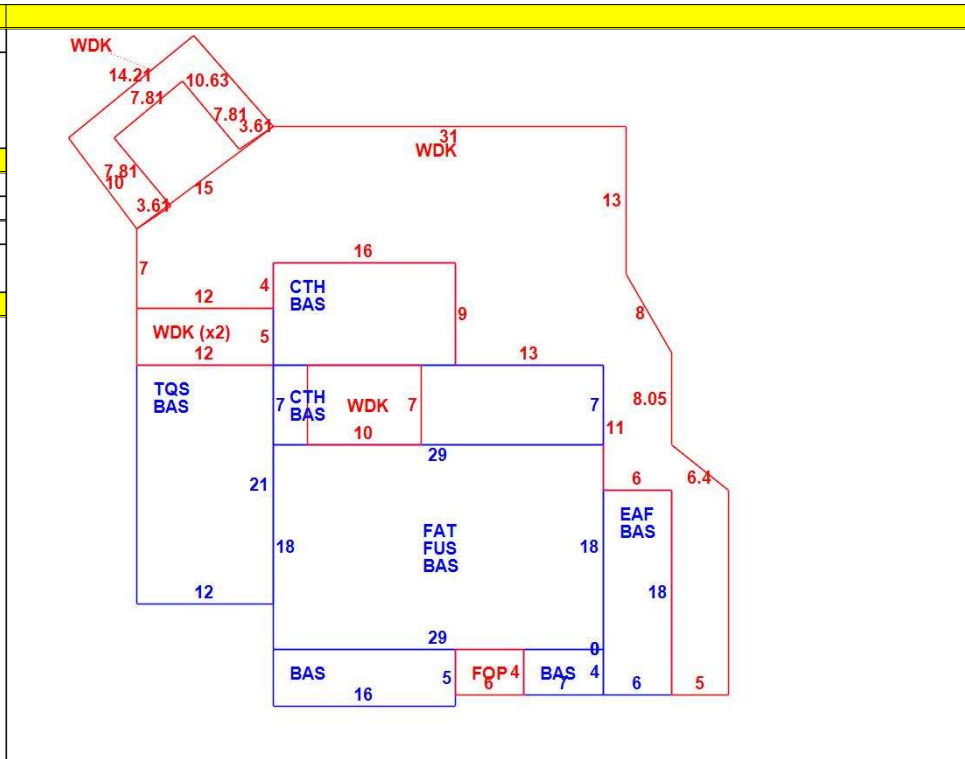 WDK
14.21
10.63
7.81
7.81
3.61
31
WDK
7.81
10
15
3.61
13
16
7
4
CTH
BAS
12
WDK (x2)
5
9
8
12
13
TQS
BAS
7
CTH
BAS
WDK
7
10
7
8.05
11
29
6
6.4
21
18
FAT
FUS
BAS
18
EAF
BAS
18
12
29
0
BAS
5
FOP
4
6
BAS
4
7
16
6
5